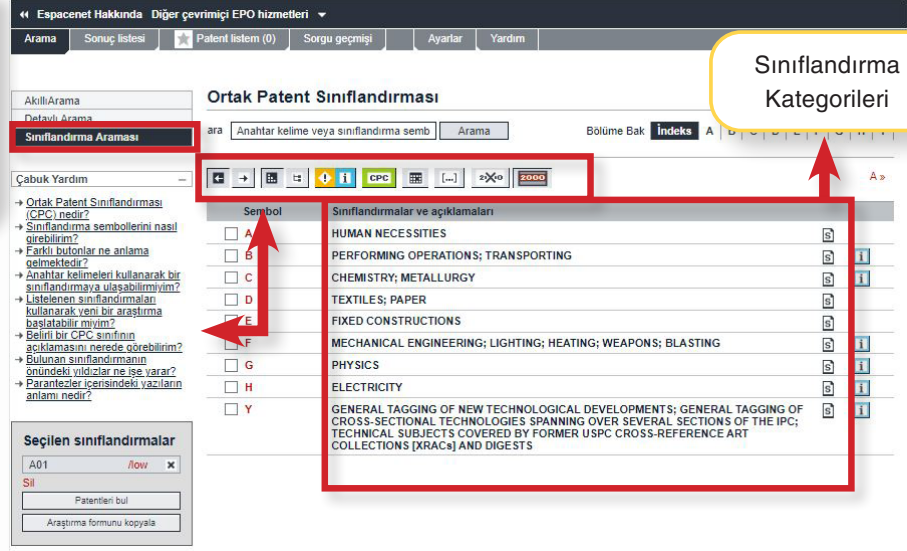 Espacenet Hakkında Diğer çevrimiçi EPO hizmetleri
Arama Sonuç listesi Patent listem (0) Sorgu geçmişi Ayarlar Yardım
Sınıflandırma
Kategorileri
AkıllıArama
Detaylı Arama
Sınıflandırma Araması
Ortak Patent Sınıflandırması
ara Anahtar kelime veya sınıflandırma semb Arama Bölüme Bak İndeks A B C D E F G H Y
CPC [...] 2000 A »
Çabuk Yardım –
Ortak Patent Sınıflandırması
(CPC) nedir?
Sınıflandırma sembollerini nasıl
girebilirim?
Farklı butonlar ne anlama
gelmektedir?
Anahtar kelimeleri kullanarak bir
sınıflandırmaya ulaşabilirmiyim?
Listelenen sınıflandırmaları
kullanarak yeni bir araştırma
başlatabilir miyim?
Belirli bir CPC sınıfının
açıklamasını nerede görebilirim?
Bulunan sınıflandırmanın
önündeki yıldızlar ne işe yarar?
Parantezler içerisindeki yazıların
anlamı nedir?
Sembol Sınıflandırmalar ve açıklamaları
A HUMAN NECESSITIES S
B PERFORMING OPERATIONS; TRANSPORTING S i
C CHEMISTRY; METALLURGY S i
D TEXTILES; PAPER S
E FIXED CONSTRUCTIONS S
F MECHANICAL ENGINEERING; LIGHTING; HEATING; WEAPONS; BLASTING S i
G PHYSICS S i
H ELECTRICITY S i
Y GENERAL TAGGING OF NEW TECHNOLOGICAL DEVELOPMENTS; GENERAL TAGGING OF S i
CROSS-SECTIONAL TECHNOLOGIES SPANNING OVER SEVERAL SECTIONS OF THE IPC;
TECHNICAL SUBJECTS COVERED BY FORMER USPC CROSS-REFERENCE ART
COLLECTIONS [XRACs] AND DIGESTS
Seçilen sınıflandırmalar
A01 /low x
Sil
Patentleri bul
Araştırma formunu kopyala